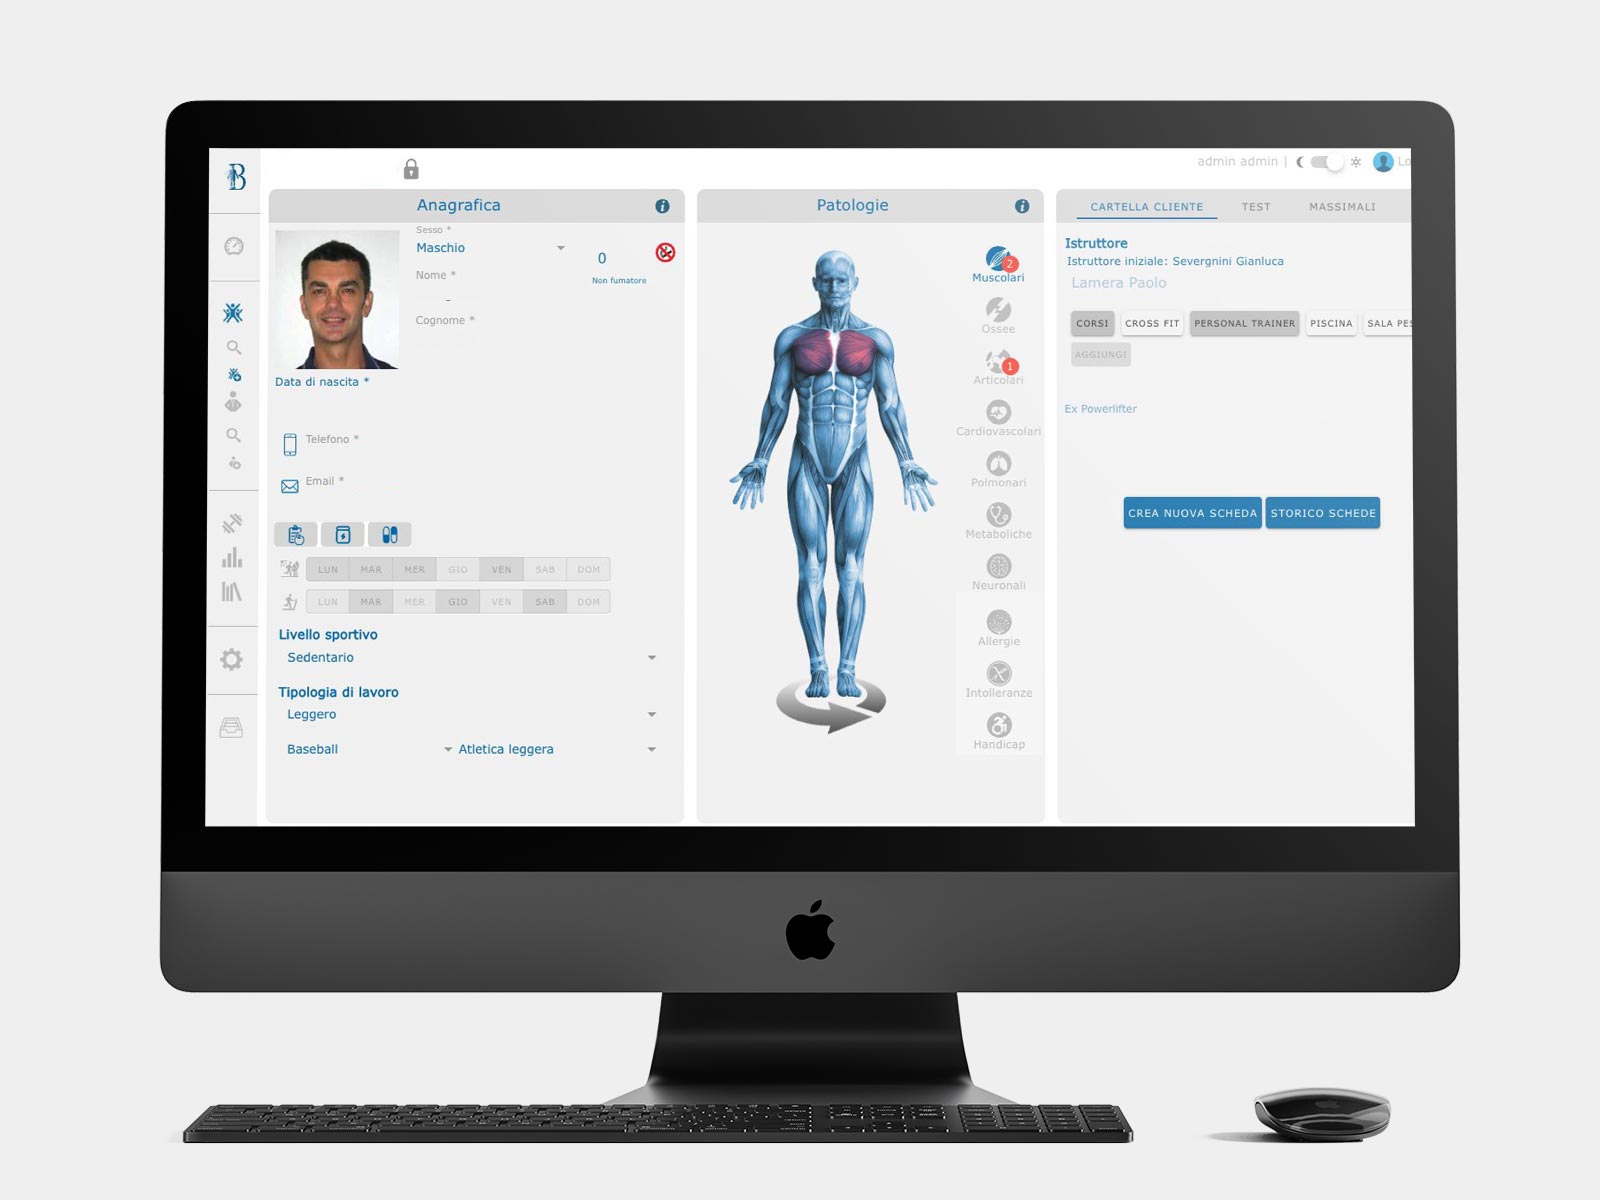 B
admin admin | Lo
Anagrafica
Sesso *
Maschio
0
Non fumatore
Nome *
-
Cognome *
Data di nascita *
Telefono *
Email *
LUN MAR MER GIO VEN SAB DOM
LUN MAR MER GIO VEN SAB DOM
Livello sportivo
Sedentario
Tipologia di lavoro
Leggero
Baseball Atletica leggera
Patologie
2
Muscolari
Ossee
1
Articolari
Cardiovascolari
Polmonari
Metaboliche
Neuronali
Allergie
Intolleranze
Handicap
CARTELLA CLIENTE TEST MASSIMALI
Istruttore
Istruttore iniziale: Severgnini Gianluca
Lamera Paolo
CORSI CROSS FIT PERSONAL TRAINER PISCINA SALA PES
AGGIUNGI
Ex Powerlifter
CREA NUOVA SCHEDA STORICO SCHEDE